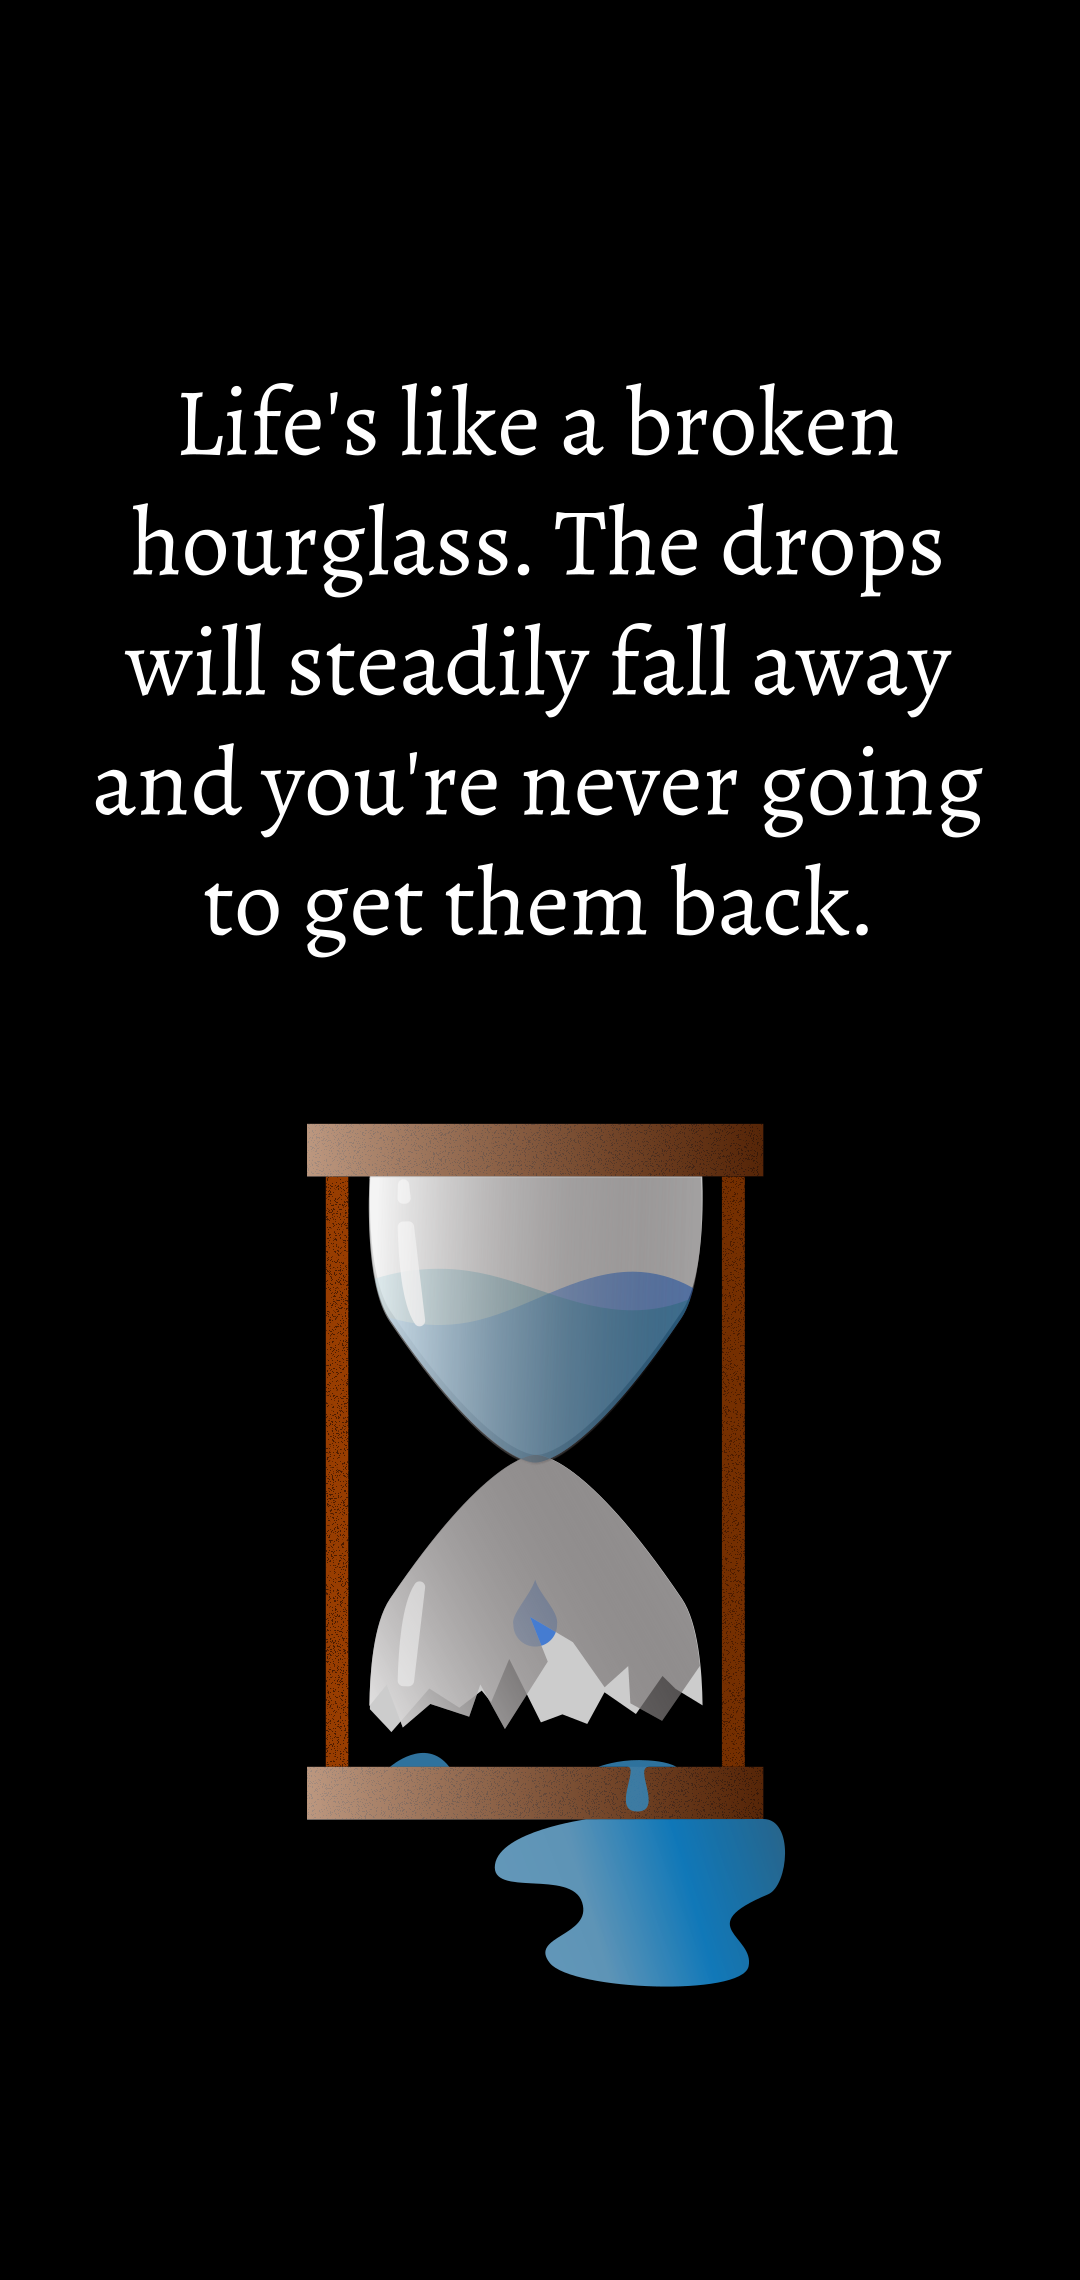 Life's like a broken
hourglass. The drops
will steadily fall away
and you're never going
to get them back.